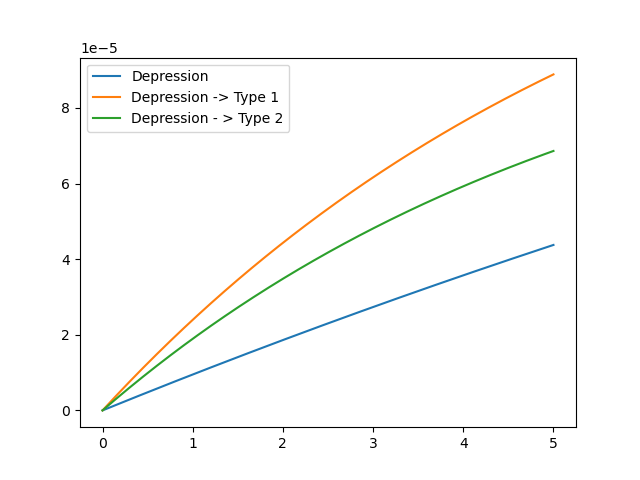 1e−5
Depression
Depression -> Type 1
Depression - > Type 2
8
6
4
2
0
0 1 2 3 4 5